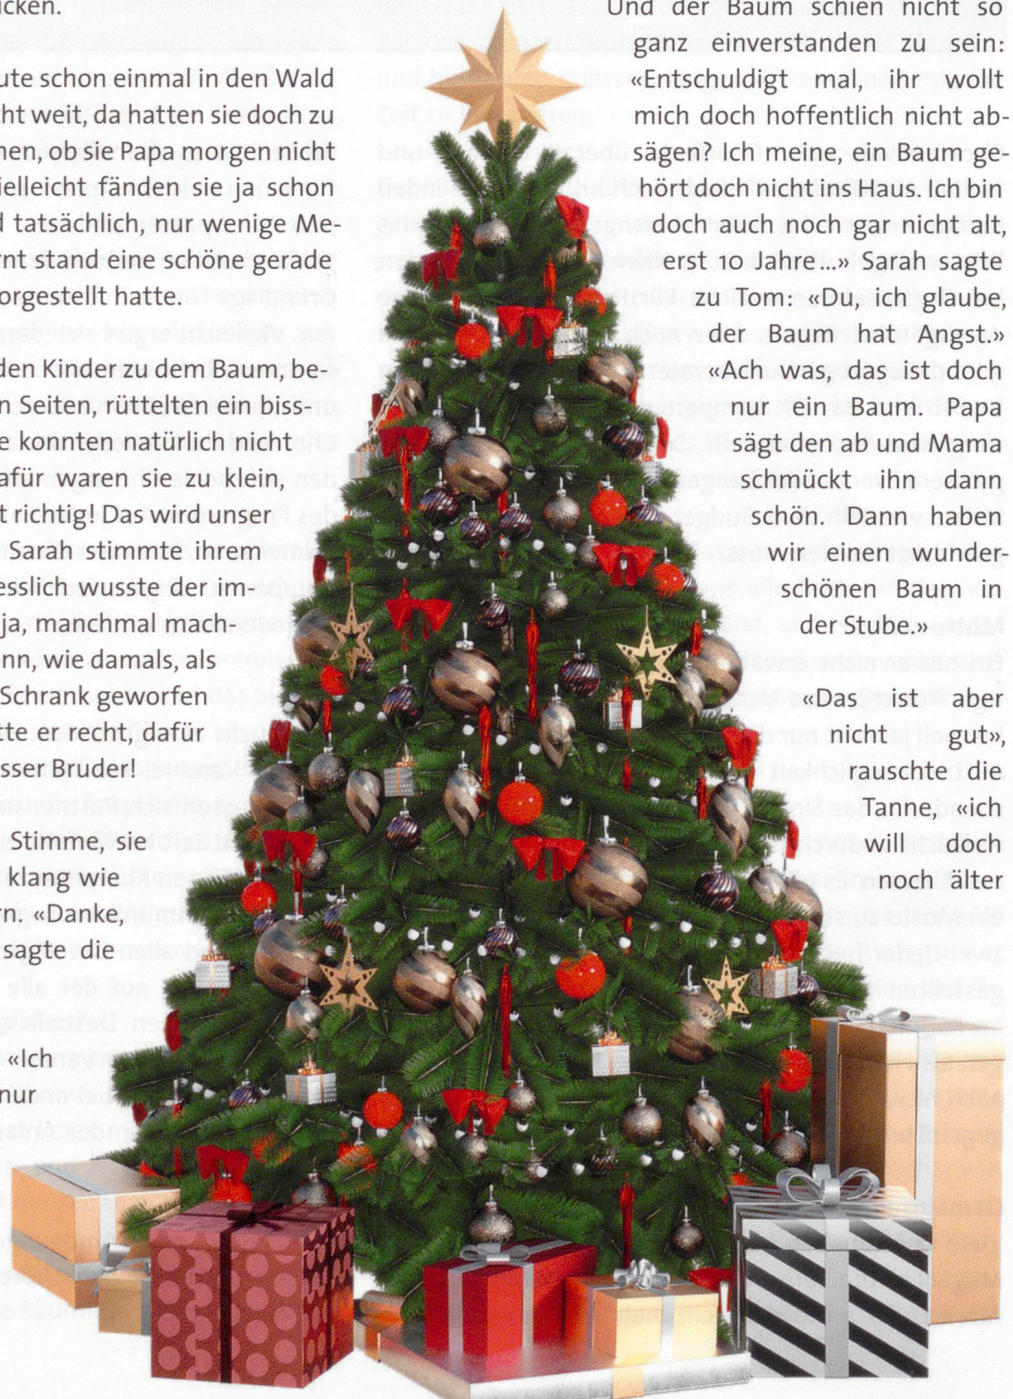 icken.
ute schon einmal in den Wald
ht weit, da hatten sie doch zu
nen, ob sie Papa morgen nicht
ielleicht fänden sie ja schon
d tatsächlich, nur wenige Me-
rnt stand eine schöne gerade
orgestellt hatte.
den Kinder zu dem Baum, be-
n Seiten, rüttelten ein biss-
e konnten natürlich nicht
afür waren sie zu klein,
t richtig! Das wird unser
Sarah stimmte ihrem
esslich wusste der im-
ja, manchmal mach-
nn, wie damals, als
Schrank geworfen
tte er recht, dafür
sser Bruder!
Stimme, sie
klang wie
rn. «Danke,
sagte die
«Ich
nur
Und der Baum schien nicht so
ganz einverstanden zu sein:
«Entschuldigt mal, ihr wollt
mich doch hoffentlich nicht ab-
sägen? Ich meine, ein Baum ge-
hört doch nicht ins Haus. Ich bin
doch auch noch gar nicht alt,
erst 10 Jahre...» Sarah sagte
zu Tom: «Du, ich glaube,
der Baum hat Angst.»
«Ach was, das ist doch
nur ein Baum. Papa
sägt den ab und Mama
schmückt ihn dann
schön. Dann haben
wir einen wunder-
schönen Baum in
der Stube.»
«Das ist aber
nicht gut»,
rauschte die
Tanne, «ich
will doch
noch älter